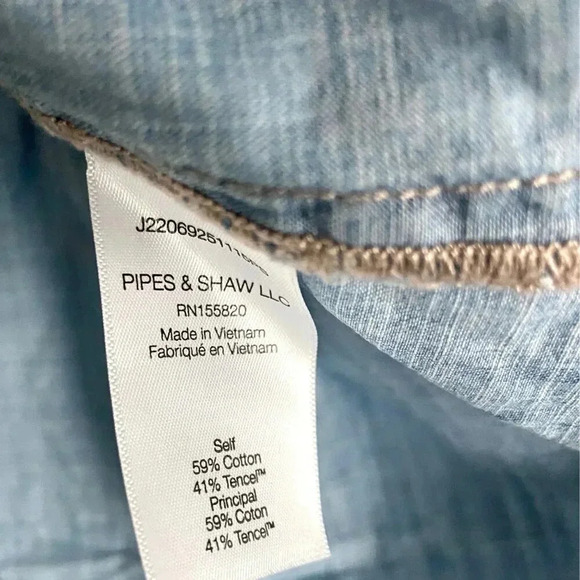 PIPES & SHAW LLC
RN155820
Made in Vietnam
Fabriqué en Vietnam
Self
59% Cotton
41% Tencel™
Principal
59% Coton
41% Tencel™